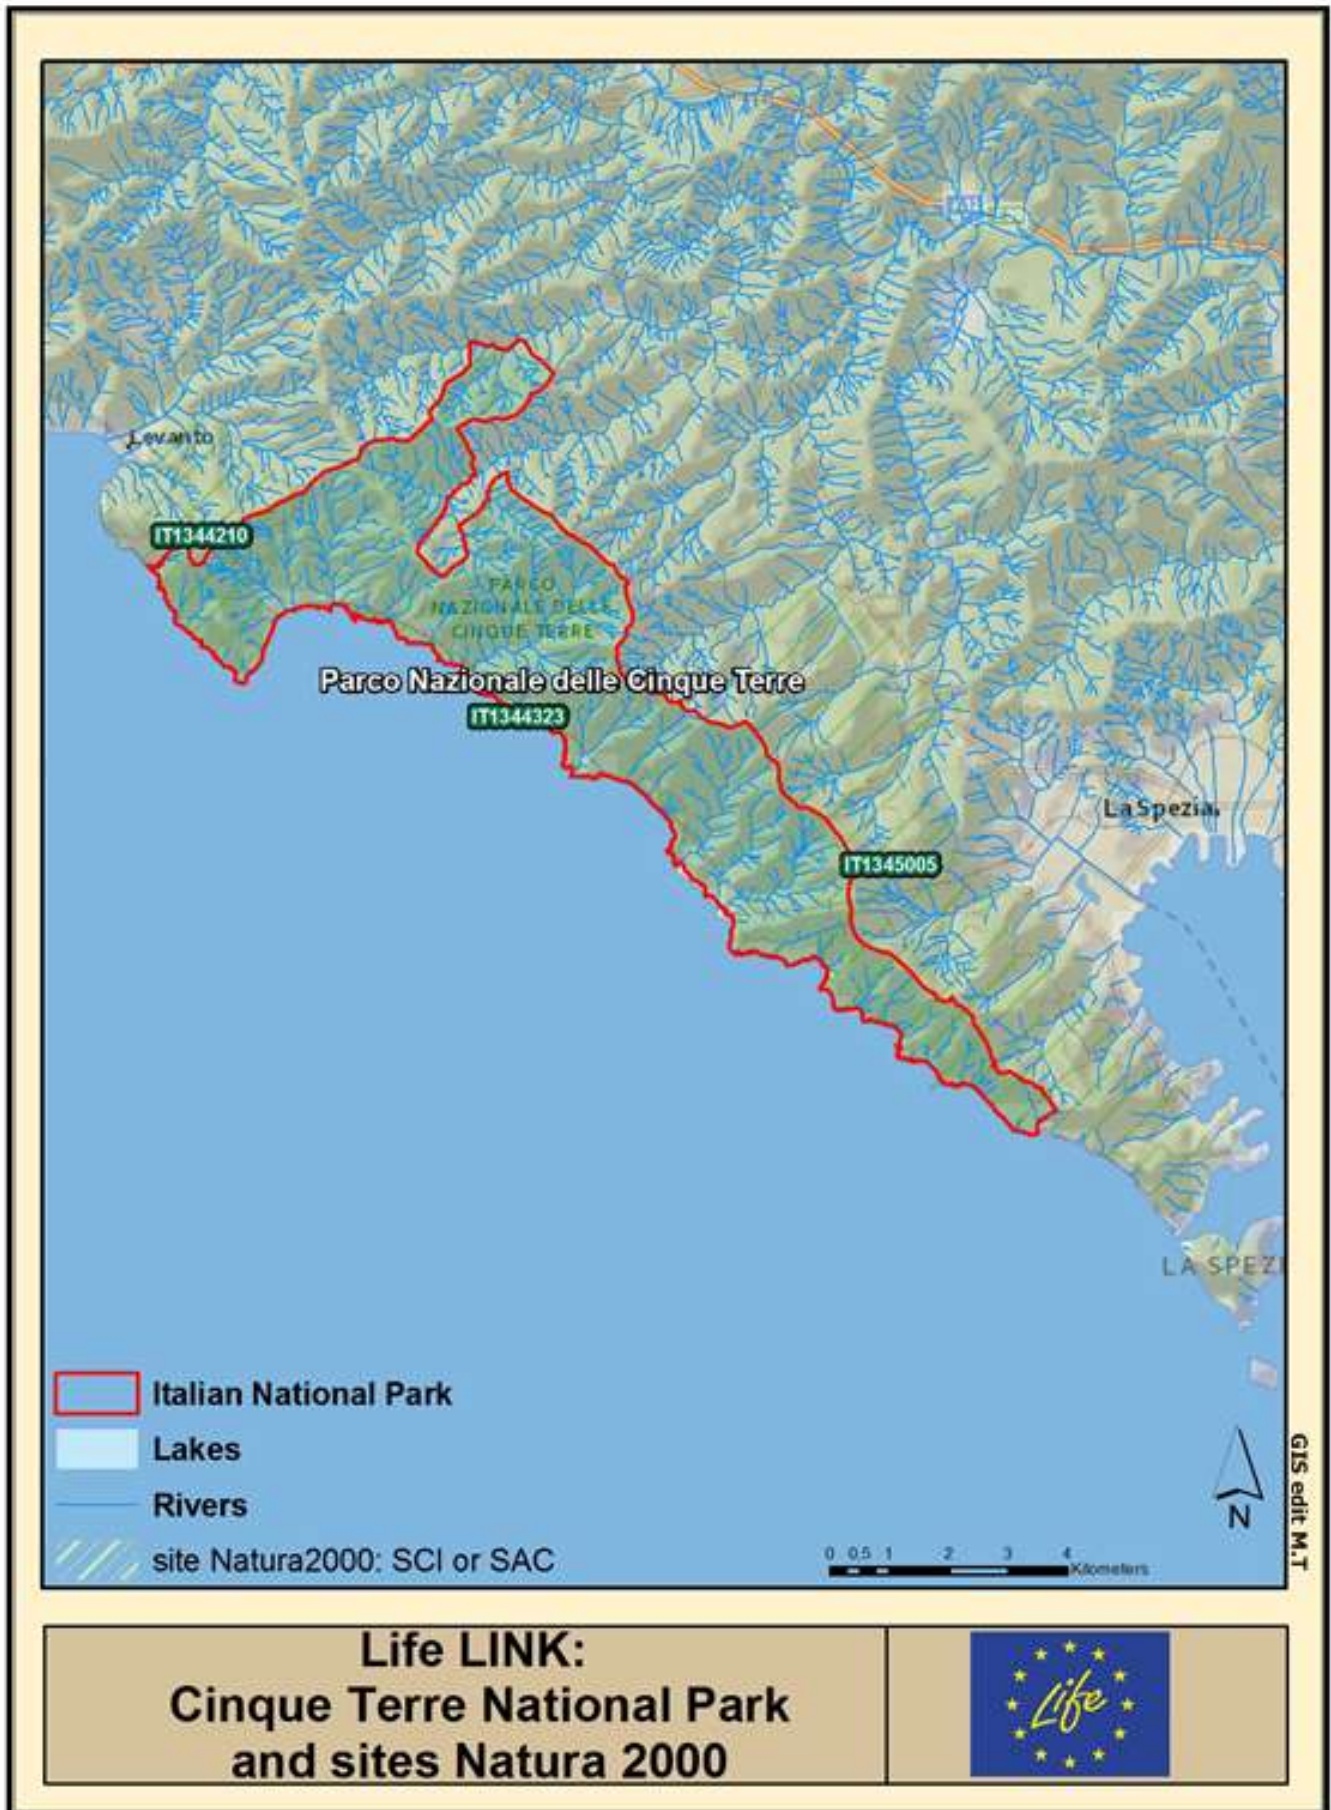 A12
Levanto
IT1344210
PARCO
NAZIONALE DELLE
CINQUE TERRE
Parco Nazionale delle Cinque Terre
IT1344323
La Spezia
IT1345005
LA SPEZI
Italian National Park
Lakes
Rivers
site Natura2000: SCI or SAC
0 0,5 1 2 3 4
Kilometers
N
GIS edit M.T
Life LINK:
Cinque Terre National Park
and sites Natura 2000
Life